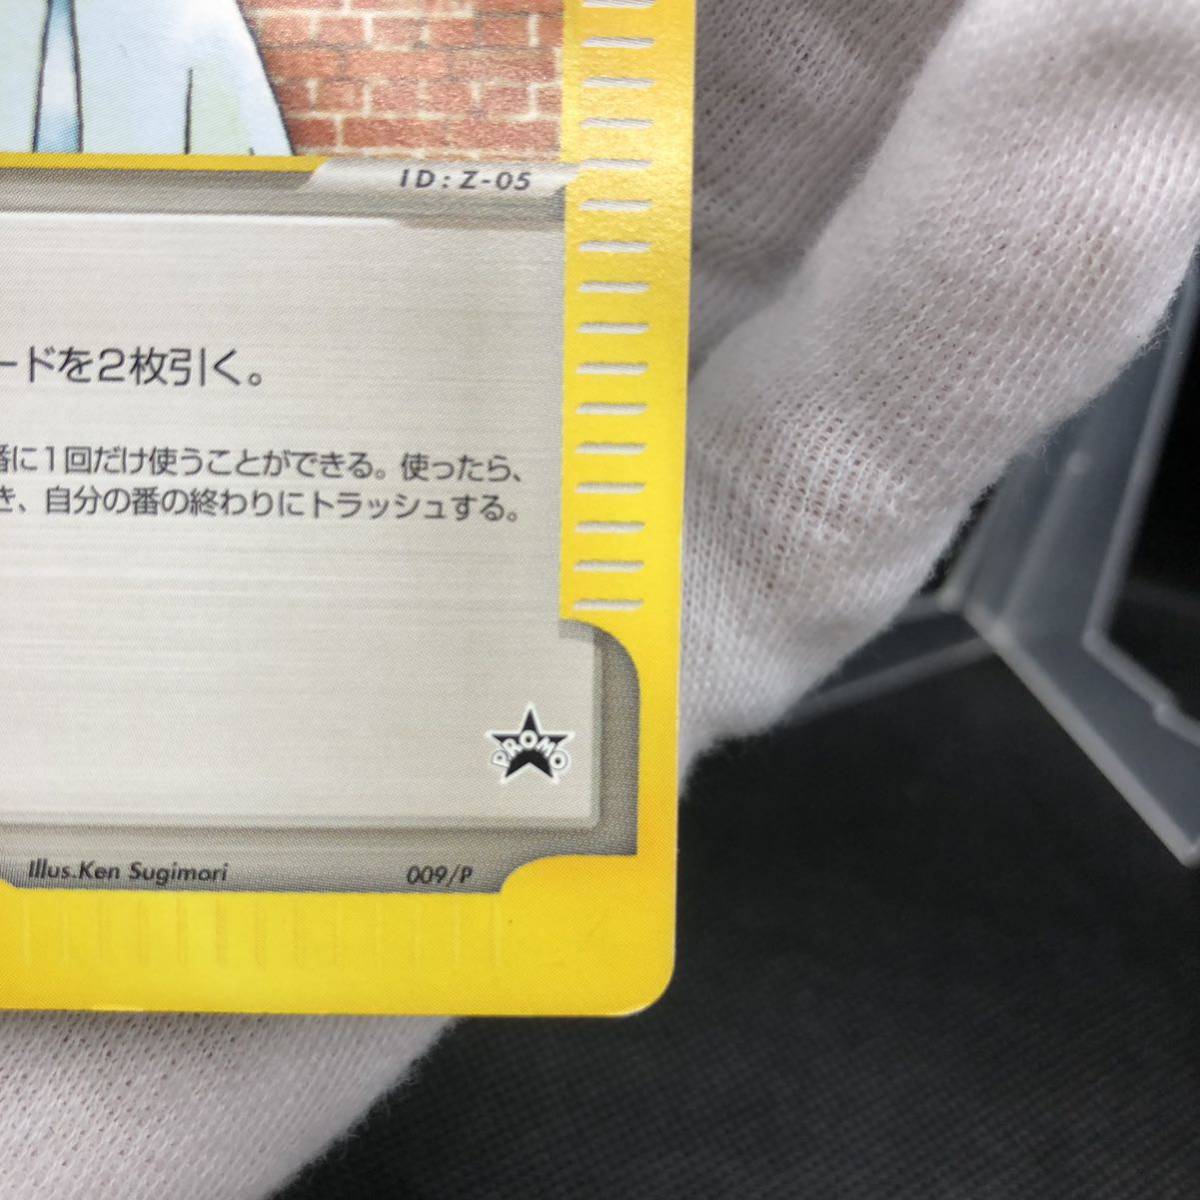 ID:Z-05
ードを2枚引く。
番に1回だけ使うことができる。使ったら、
き、自分の番の終わりにトラッシュする。
PROMO
Illus.Ken Sugimori
009/P